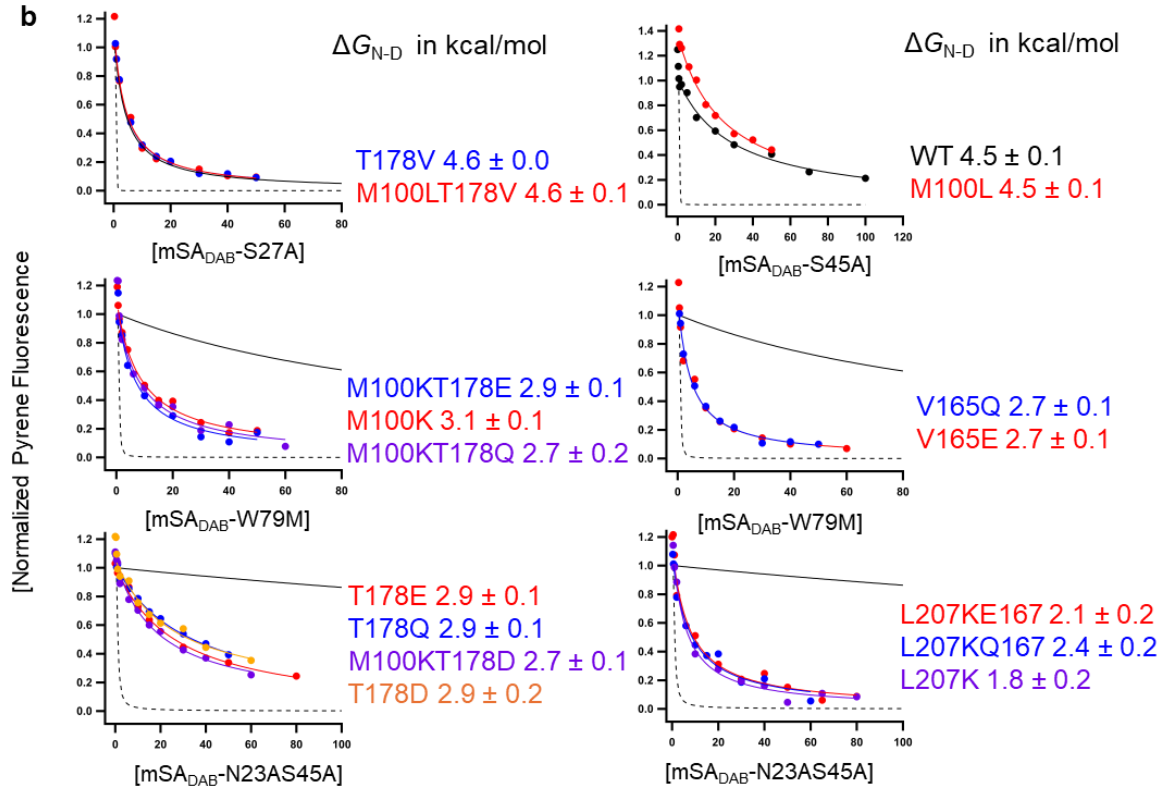 b
[Normalized Pyrene Fluorescence
1.2
1.0
0.8
0.6
0.4
0.2
0.0
0 20 40 60 80
[mSADAB-S27A]
ΔGN-D in kcal/mol
T178V 4.6 ± 0.0
M100LT178V 4.6 ± 0.1
1.4
1.2
1.0
0.8
0.6
0.4
0.2
0.0
0 20 40 60 80 100 120
[mSADAB-S45A]
ΔGN-D in kcal/mol
WT 4.5 ± 0.1
M100L 4.5 ± 0.1
1.2
1.0
0.8
0.6
0.4
0.2
0.0
0 20 40 60 80
[mSADAB-W79M]
M100KT178E 2.9 ± 0.1
M100K 3.1 ± 0.1
M100KT178Q 2.7 ± 0.2
1.2
1.0
0.8
0.6
0.4
0.2
0.0
0 20 40 60 80
[mSADAB-W79M]
V165Q 2.7 ± 0.1
V165E 2.7 ± 0.1
1.2
1.0
0.8
0.6
0.4
0.2
0.0
0 20 40 60 80 100
[mSADAB-N23AS45A]
T178E 2.9 ± 0.1
T178Q 2.9 ± 0.1
M100KT178D 2.7 ± 0.1
T178D 2.9 ± 0.2
1.2
1.0
0.8
0.6
0.4
0.2
0.0
0 20 40 60 80 100
[mSADAB-N23AS45A]
L207KE167 2.1 ± 0.2
L207KQ167 2.4 ± 0.2
L207K 1.8 ± 0.2